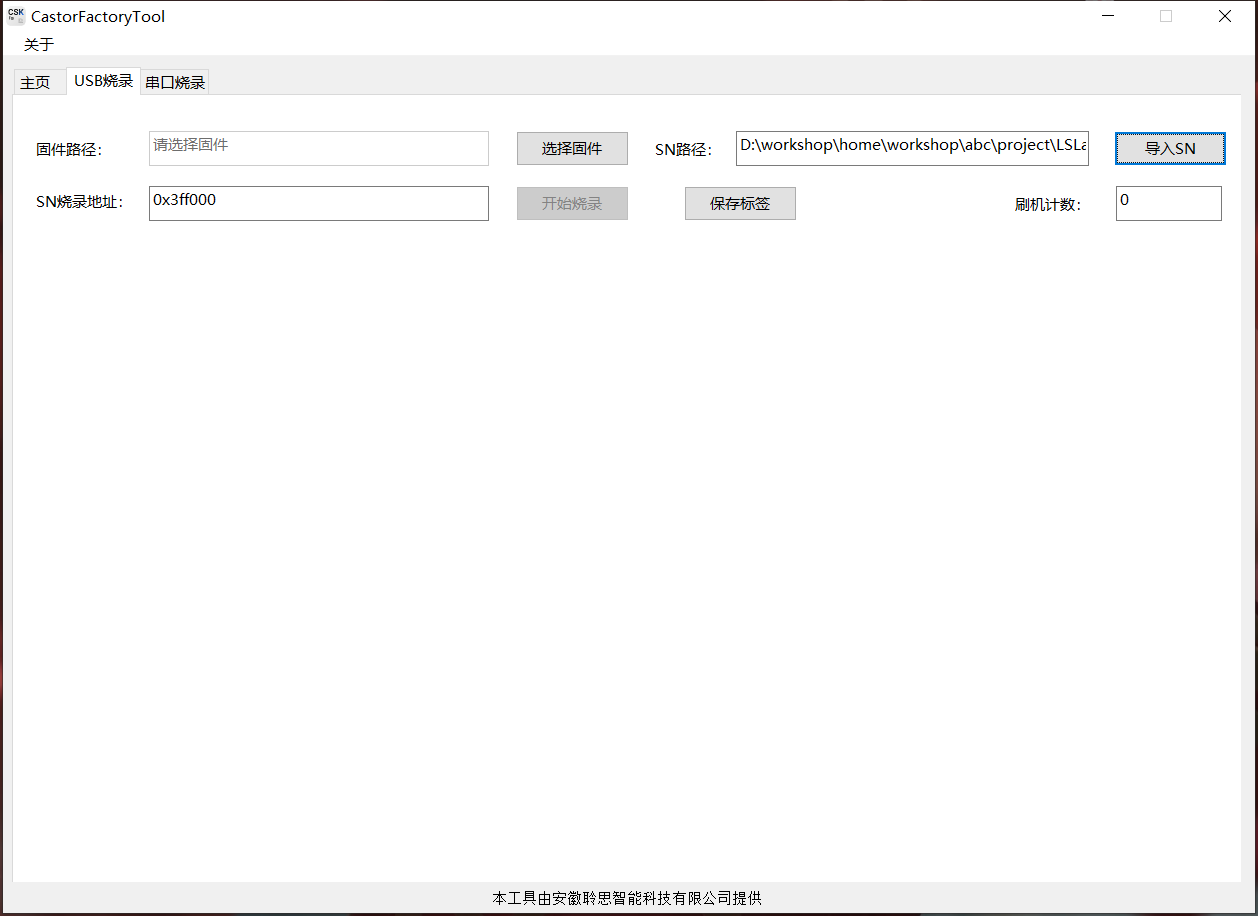 CSK
CastorFactoryTool
关于
主页 USB烧录 串口烧录
固件路径： 请选择固件 选择固件 SN路径： D:\workshop\home\workshop\abc\project\LSLa 导入SN
SN烧录地址： 0x3ff000 开始烧录 保存标签 刷机计数： 0
本工具由安徽聆思智能科技有限公司提供